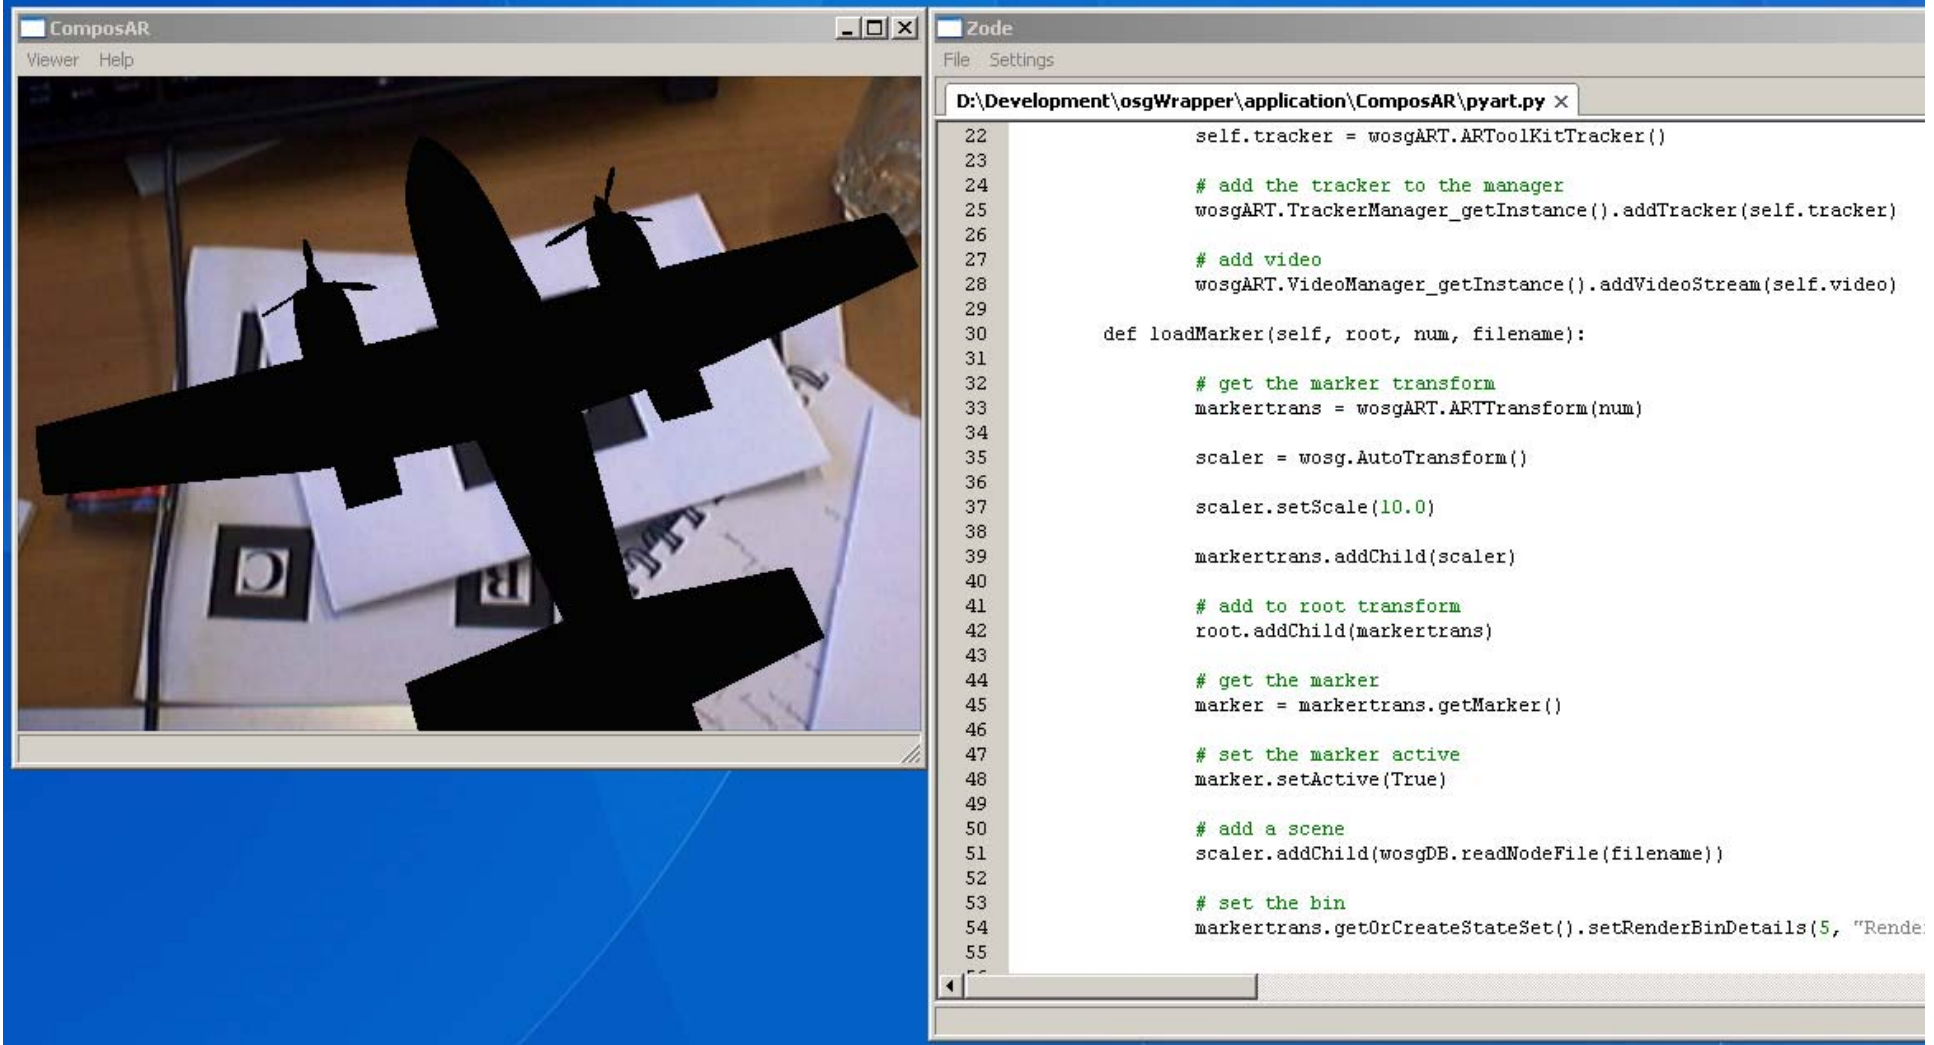 ComposAR
Viewer Help
C
R
Zode
File Settings
D:\Development\osgWrapper\application\ComposAR\pyart.py
22 self.tracker = wosgART.ARToolKitTracker()
23
24 # add the tracker to the manager
25 wosgART.TrackerManager_getInstance().addTracker(self.tracker)
26
27 # add video
28 wosgART.VideoManager_getInstance().addVideoStream(self.video)
29
30 def loadMarker(self, root, num, filename):
31
32 # get the marker transform
33 markertrans = wosgART.ARTTransform(num)
34
35 scaler = wosg.AutoTransform()
36
37 scaler.setScale(10.0)
38
39 markertrans.addChild(scaler)
40
41 # add to root transform
42 root.addChild(markertrans)
43
44 # get the marker
45 marker = markertrans.getMarker()
46
47 # set the marker active
48 marker.setActive(True)
49
50 # add a scene
51 scaler.addChild(wosgDB.readNodeFile(filename))
52
53 # set the bin
54 markertrans.getOrCreateStateSet().setRenderBinDetails(5, "Rende
55